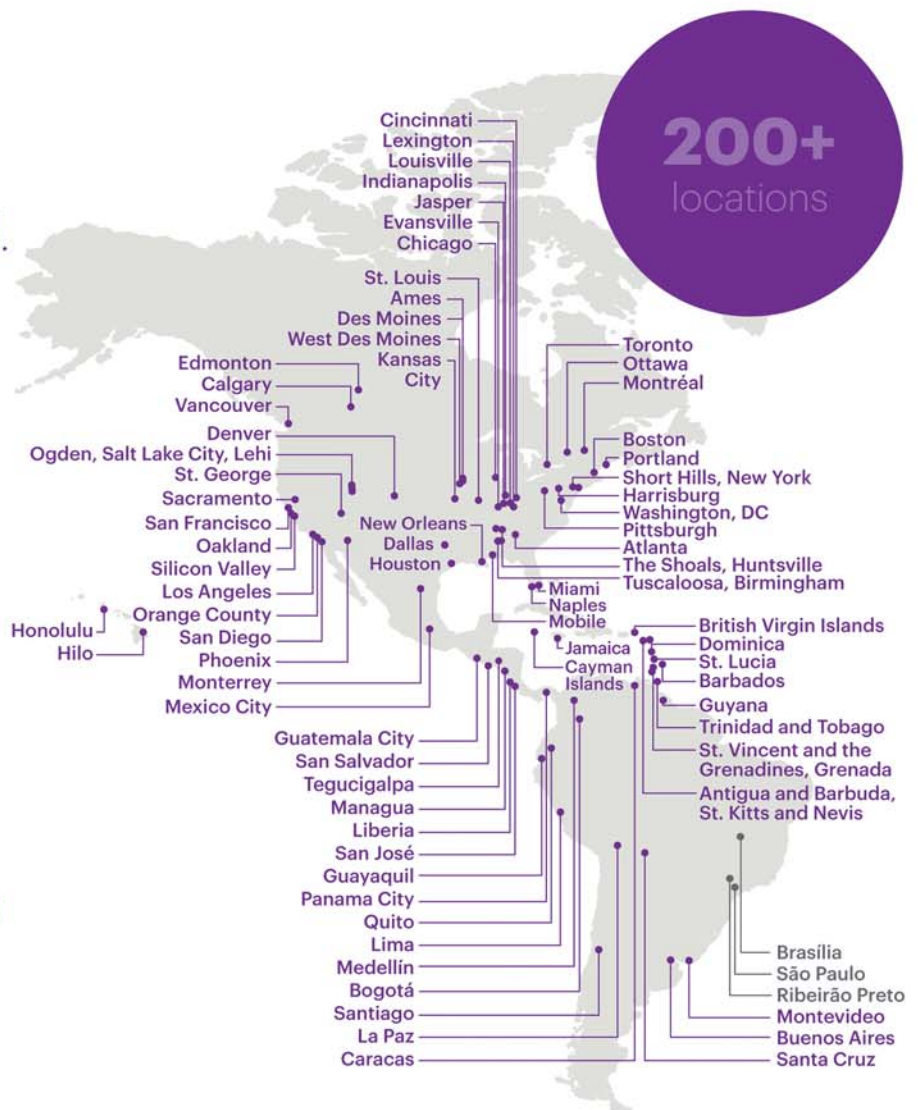 200+
locations
Cincinnati
Lexington
Louisville
Indianapolis
Jasper
Evansville
Chicago
St. Louis
Ames
Des Moines
West Des Moines
Kansas
City
Edmonton
Calgary
Vancouver
Denver
Ogden, Salt Lake City, Lehi
St. George
Sacramento
San Francisco
Oakland
Silicon Valley
Los Angeles
Orange County
San Diego
Phoenix
Monterrey
Mexico City
Honolulu
Hilo
New Orleans
Dallas
Houston
Toronto
Ottawa
Montréal
Boston
Portland
Short Hills, New York
Harrisburg
Washington, DC
Pittsburgh
Atlanta
The Shoals, Huntsville
Tuscaloosa, Birmingham
Miami
Naples
Mobile
Jamaica
Cayman
Islands
British Virgin Islands
Dominica
St. Lucia
Barbados
Guyana
Trinidad and Tobago
St. Vincent and the
Grenadines, Grenada
Antigua and Barbuda,
St. Kitts and Nevis
Guatemala City
San Salvador
Tegucigalpa
Managua
Liberia
San José
Guayaquil
Panama City
Quito
Lima
Medellín
Bogotá
Santiago
La Paz
Caracas
Brasília
São Paulo
Ribeirão Preto
Montevideo
Buenos Aires
Santa Cruz